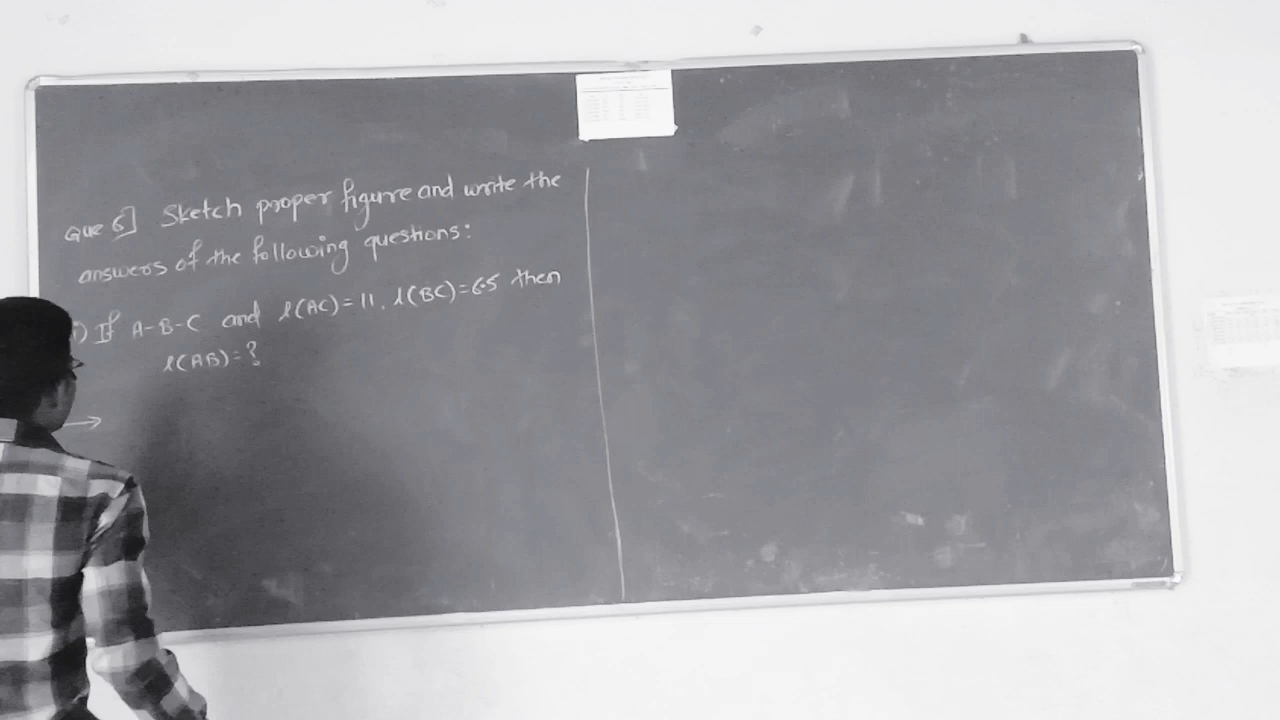 Que 6] Sketch proper figure and write the
answers of the following questions:
) If A-B-C and l(AC)=11, l(BC)=6.5 then
l(AB)=?
→